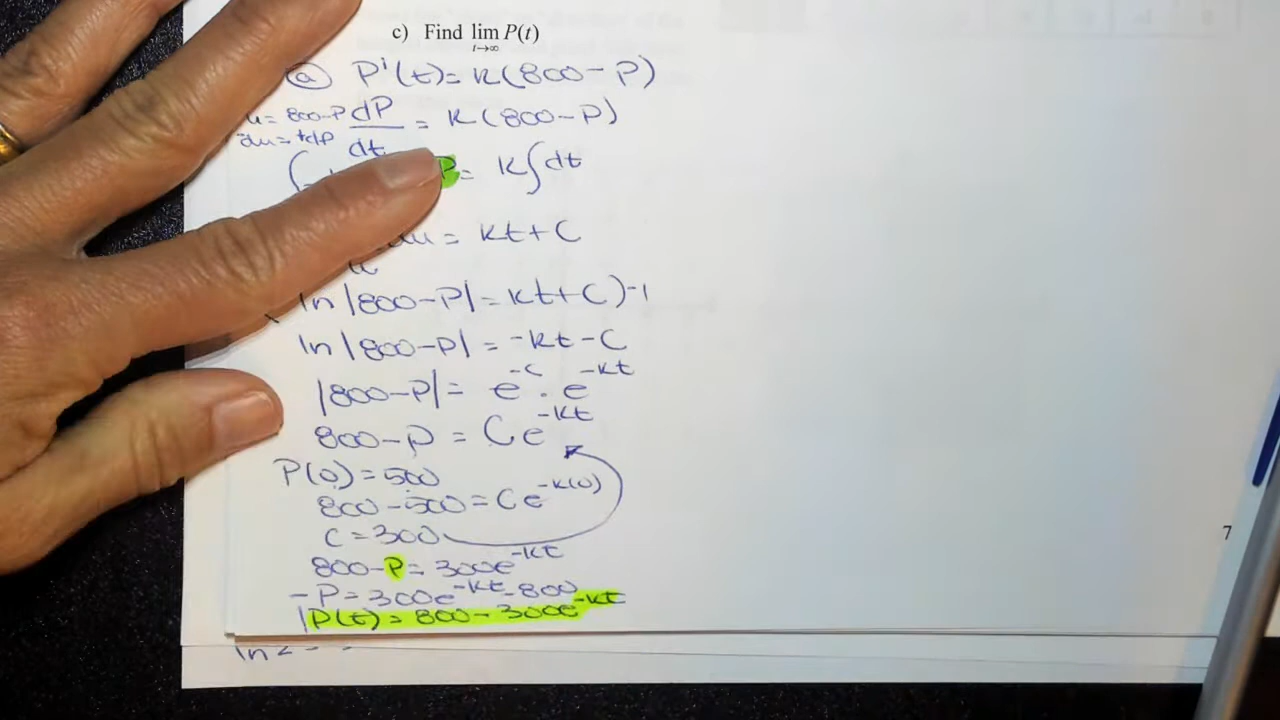 c) Find lim P(t)
t→∞
ⓐ P'(t) = k(800-P)
u = 800-P dP/dt = k(800-P)
∫ P = k∫dt
du = kt + C
u
ln|800-P| = kt + C)-1
ln|800-P| = -kt - C
|800-P| = e^-C · e^-kt
800-P = Ce^-kt
P(0) = 500
800-500 = Ce^-k(0)
C = 300
800-P = 300e^-kt
-P = 300e^-kt - 800
P(t) = 800 - 300e^-kt
7
ln